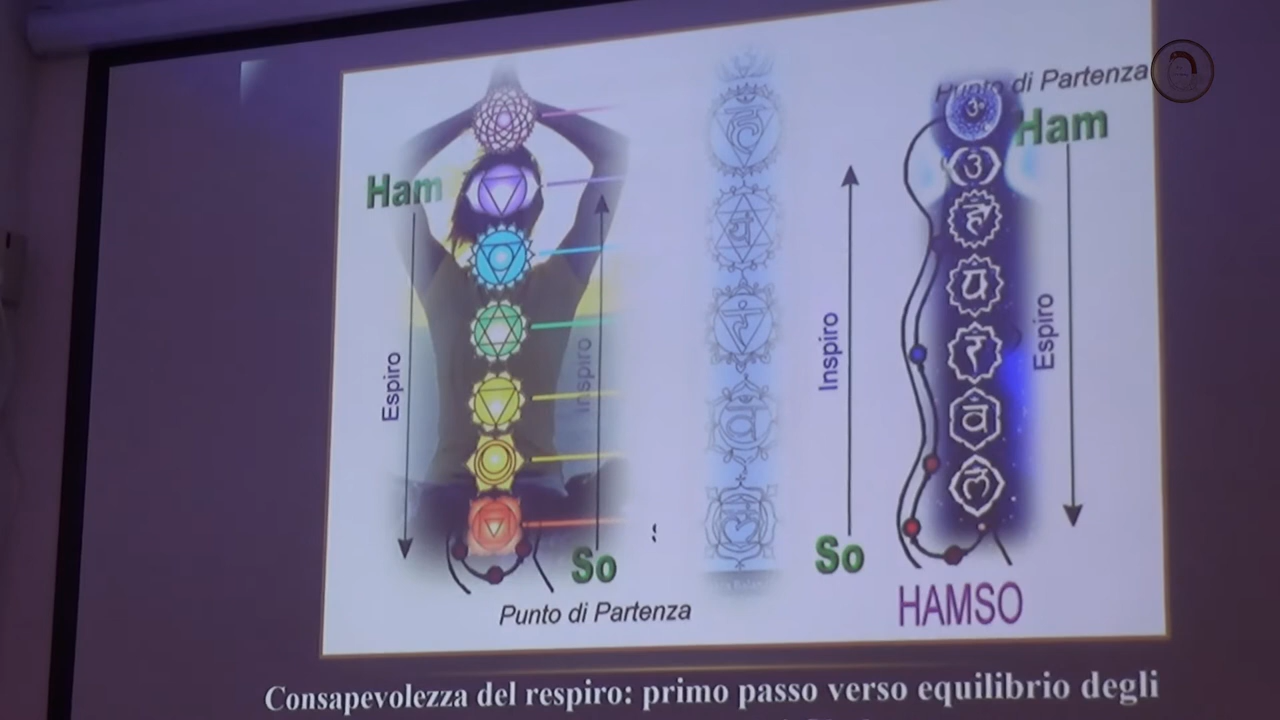 Punto di Partenza
Ham
Ham
Espiro
Inspiro
Inspiro
Espiro
So
So
Punto di Partenza
HAMSO
Consapevolezza del respiro: primo passo verso equilibrio degli